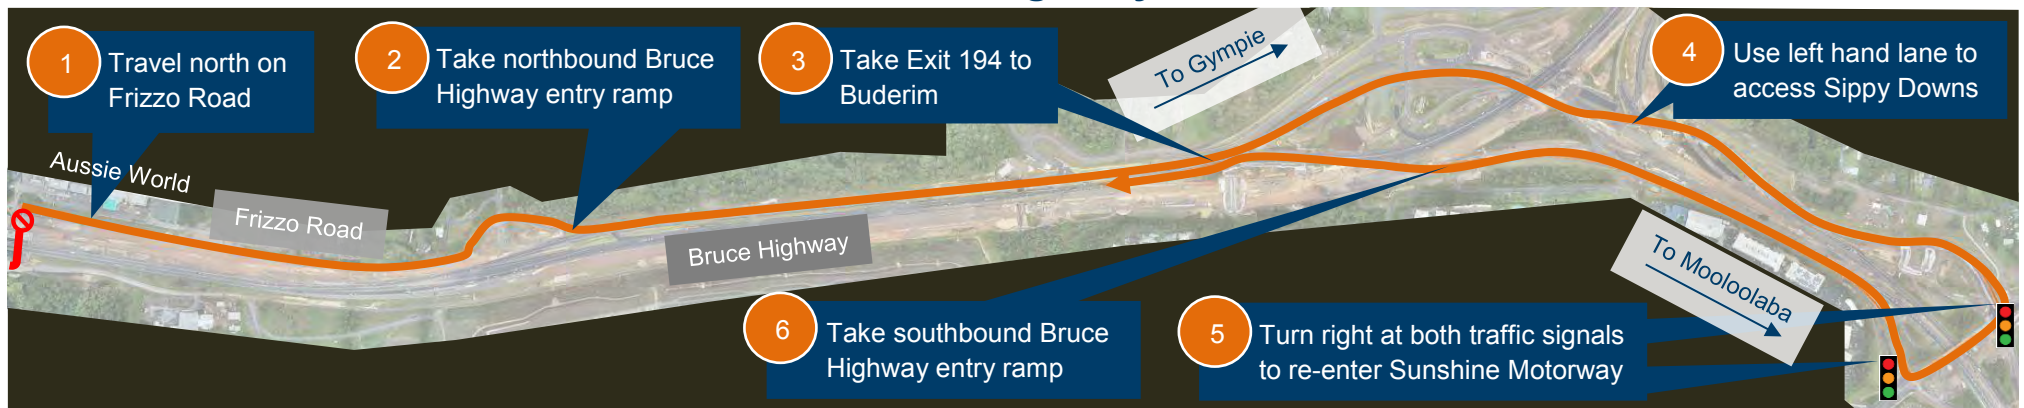 1
Travel north on
Frizzo Road
2
Take northbound Bruce
Highway entry ramp
3
Take Exit 194 to
Buderim
To Gympie
4
Use left hand lane to
access Sippy Downs
Aussie World
Frizzo Road
Bruce Highway
To Mooloolaba
6
Take southbound Bruce
Highway entry ramp
5
Turn right at both traffic signals
to re-enter Sunshine Motorway